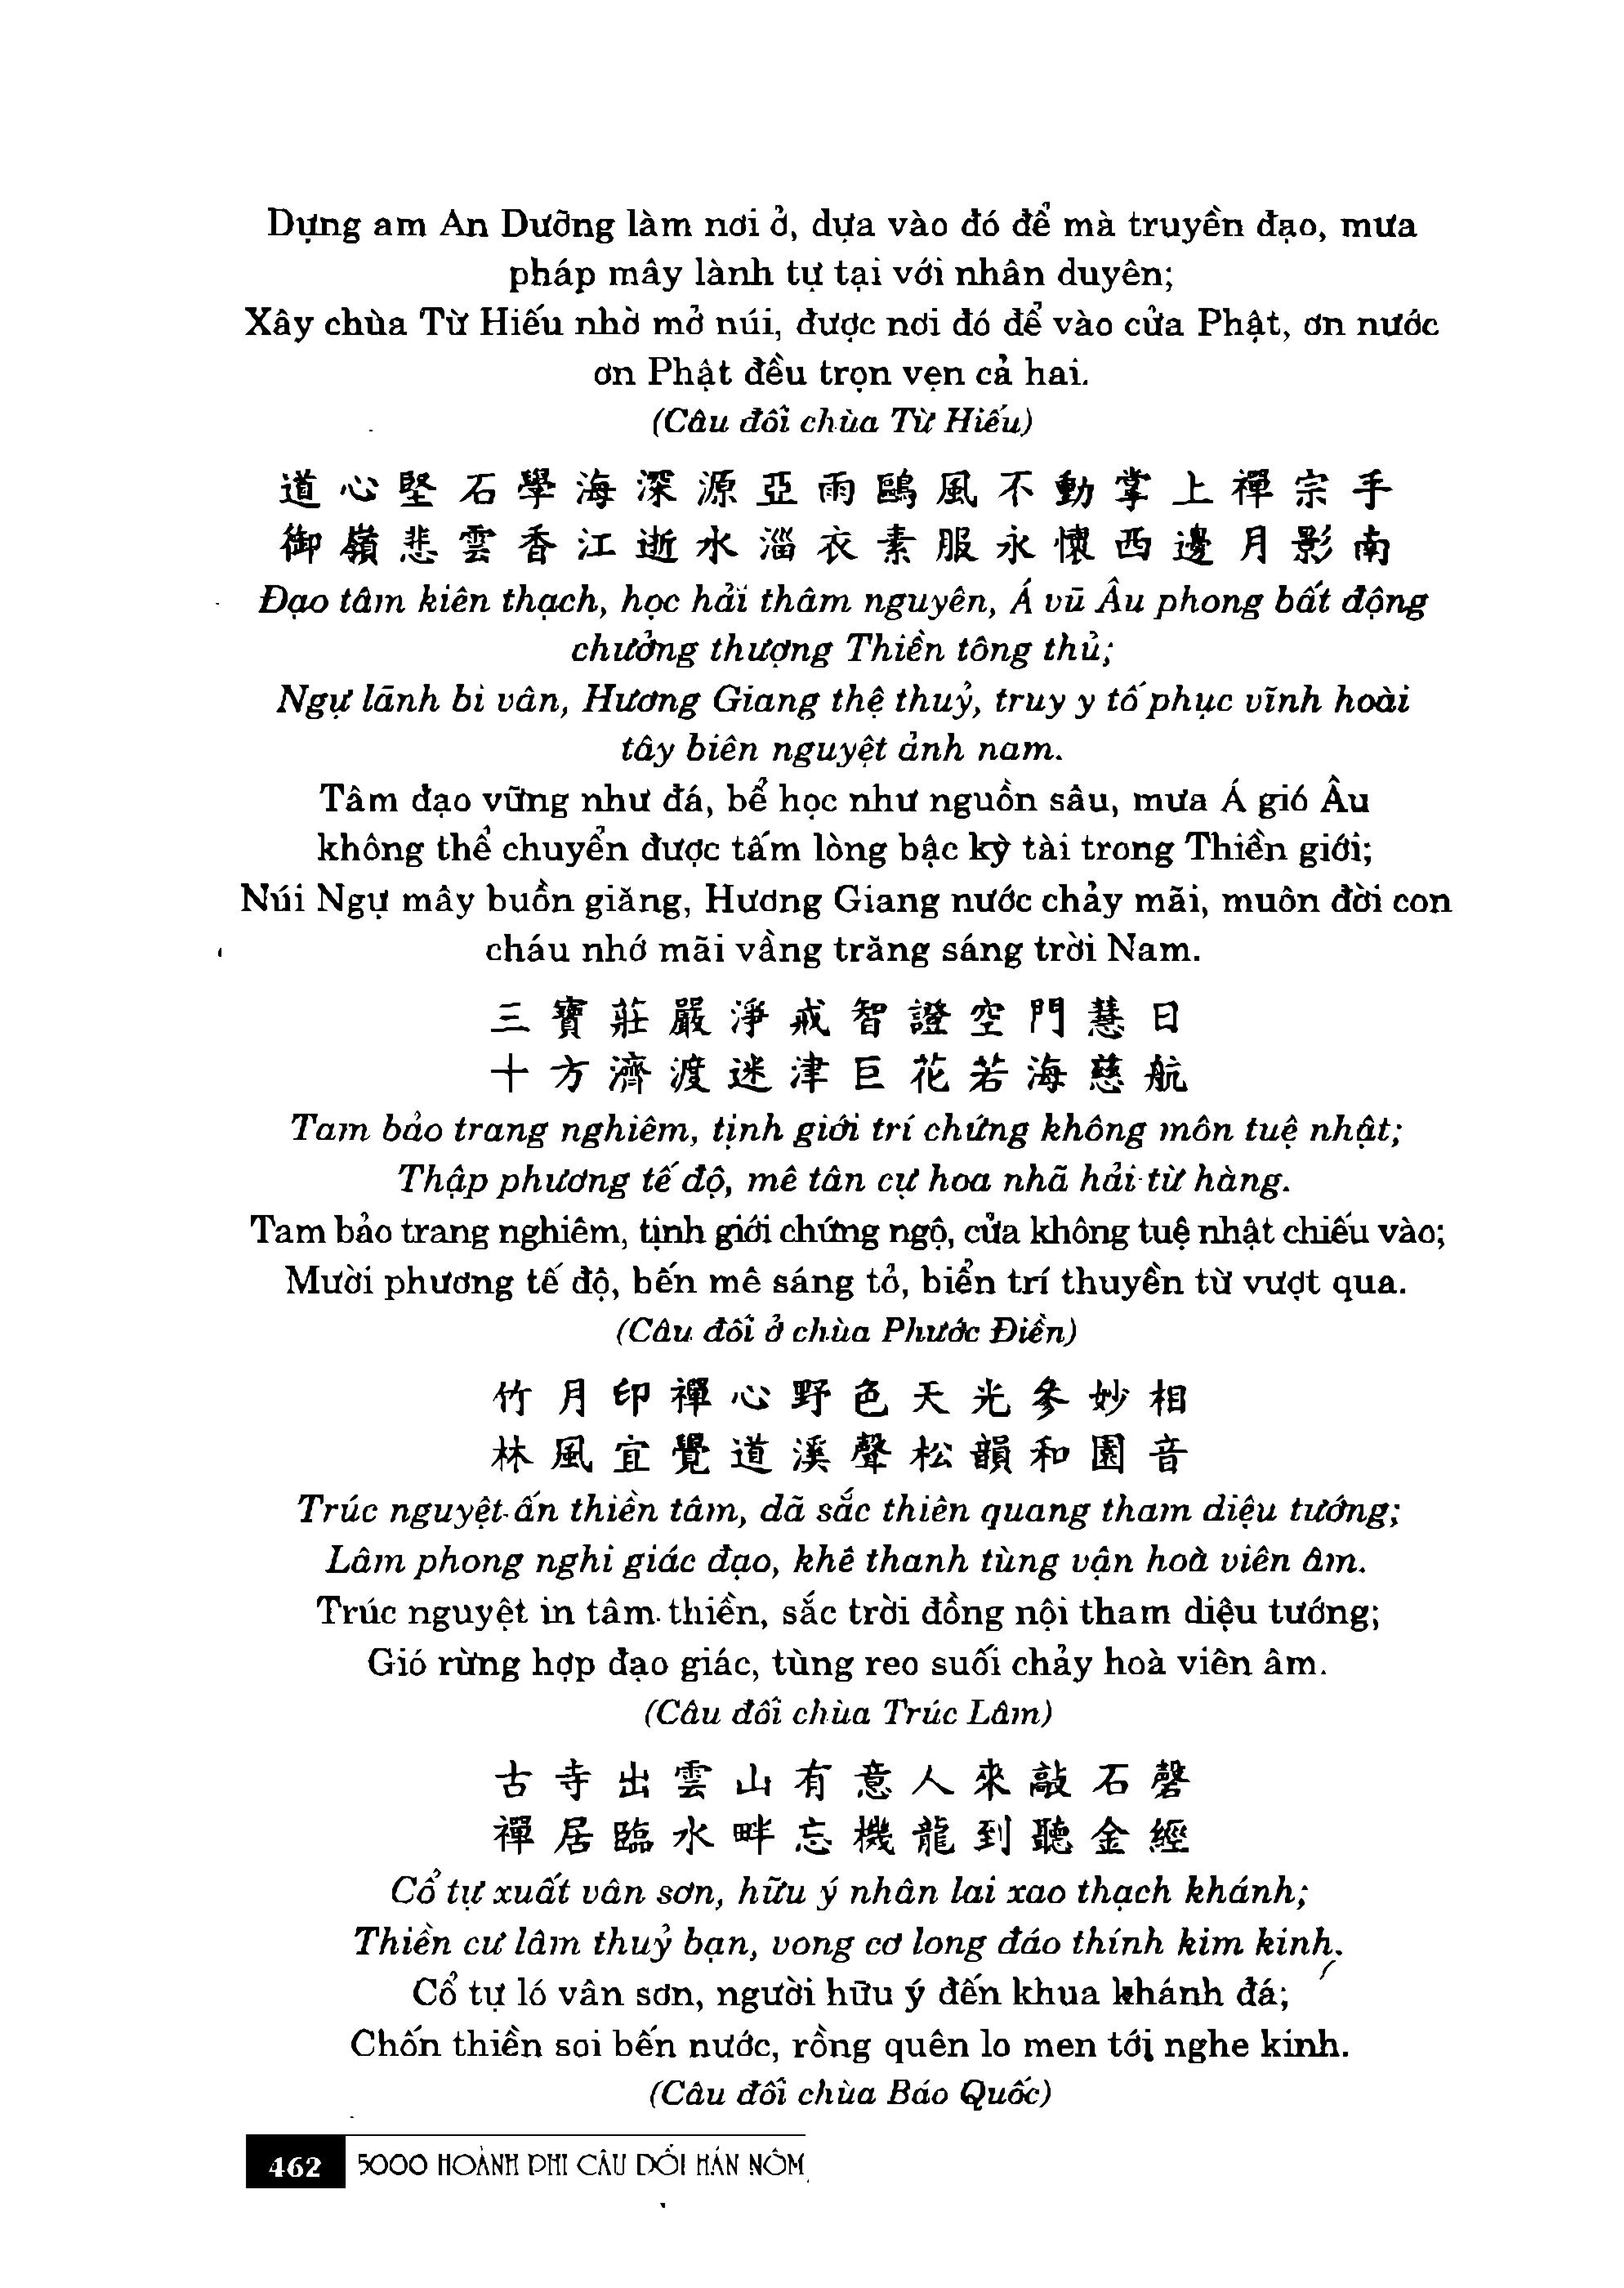 Dựng am An Dưỡng làm nơi ở, dựa vào đó để mà truyền đạo, mưa
pháp mây lành tự tại với nhân duyên;
Xây chùa Từ Hiếu nhờ mở núi, được nơi đó để vào cửa Phật, ơn nước
ơn Phật đều trọn vẹn cả hai.
(Câu đối chùa Từ Hiếu)
道心堅石學海深源亞雨鷗風不動掌上禪宗手
御嶺悲雲香江逝水淄衣素服永懷西邊月影南
Đạo tâm kiên thạch, học hải thâm nguyên, Á vũ Âu phong bất động
chưởng thượng Thiền tông thủ;
Ngự lãnh bi vân, Hương Giang thệ thuỷ, truy y tố phục vĩnh hoài
tây biên nguyệt ảnh nam.
Tâm đạo vững như đá, bể học như nguồn sâu, mưa Á gió Âu
không thể chuyển được tấm lòng bậc kỳ tài trong Thiền giới;
Núi Ngự mây buồn giăng, Hương Giang nước chảy mãi, muôn đời con
cháu nhớ mãi vầng trăng sáng trời Nam.
三寶莊嚴淨戒智證空門慧日
十方濟渡迷津巨花若海慈航
Tam bảo trang nghiêm, tịnh giới trí chứng không môn tuệ nhật;
Thập phương tế độ, mê tân cự hoa nhã hải từ hàng.
Tam bảo trang nghiêm, tịnh giới chứng ngộ, cửa không tuệ nhật chiếu vào;
Mười phương tế độ, bến mê sáng tỏ, biển trí thuyền từ vượt qua.
(Câu đối ở chùa Phước Điền)
竹月印禪心野色天光參妙相
林風宜覺道溪聲松韻和園音
Trúc nguyệt ấn thiền tâm, dã sắc thiên quang tham diệu tướng;
Lâm phong nghi giác đạo, khê thanh tùng vận hoà viên âm.
Trúc nguyệt in tâm thiền, sắc trời đồng nội tham diệu tướng;
Gió rừng hợp đạo giác, tùng reo suối chảy hoà viên âm.
(Câu đối chùa Trúc Lâm)
古寺出雲山有意人來敲石磬
禪居臨水畔忘機龍到聽金經
Cổ tự xuất vân sơn, hữu ý nhân lai xao thạch khánh;
Thiền cư lâm thuỷ bạn, vong cơ long đáo thính kim kinh.
Cổ tự ló vân sơn, người hữu ý đến khua khánh đá;
Chốn thiền soi bến nước, rồng quên lo men tới nghe kinh.
(Câu đối chùa Báo Quốc)
462 5000 HOÀNH PHI CÂU ĐỐI HÁN NÔM